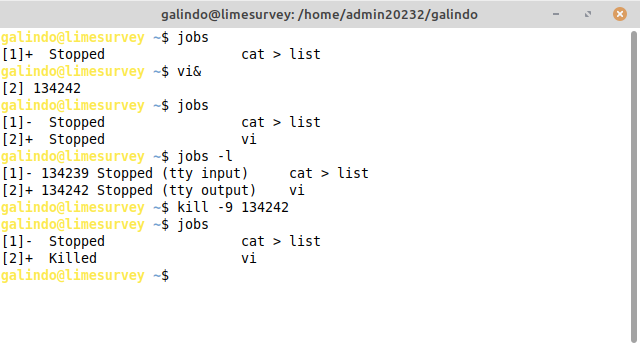 galindo@limesurvey: /home/admin20232/galindo
galindo@limesurvey ~$ jobs
[1]+  Stopped                 cat > list
galindo@limesurvey ~$ vi&
[2] 134242
galindo@limesurvey ~$ jobs
[1]-  Stopped                 cat > list
[2]+  Stopped                 vi
galindo@limesurvey ~$ jobs -l
[1]- 134239 Stopped (tty input)     cat > list
[2]+ 134242 Stopped (tty output)    vi
galindo@limesurvey ~$ kill -9 134242
galindo@limesurvey ~$ jobs
[1]-  Stopped                 cat > list
[2]+  Killed                  vi
galindo@limesurvey ~$